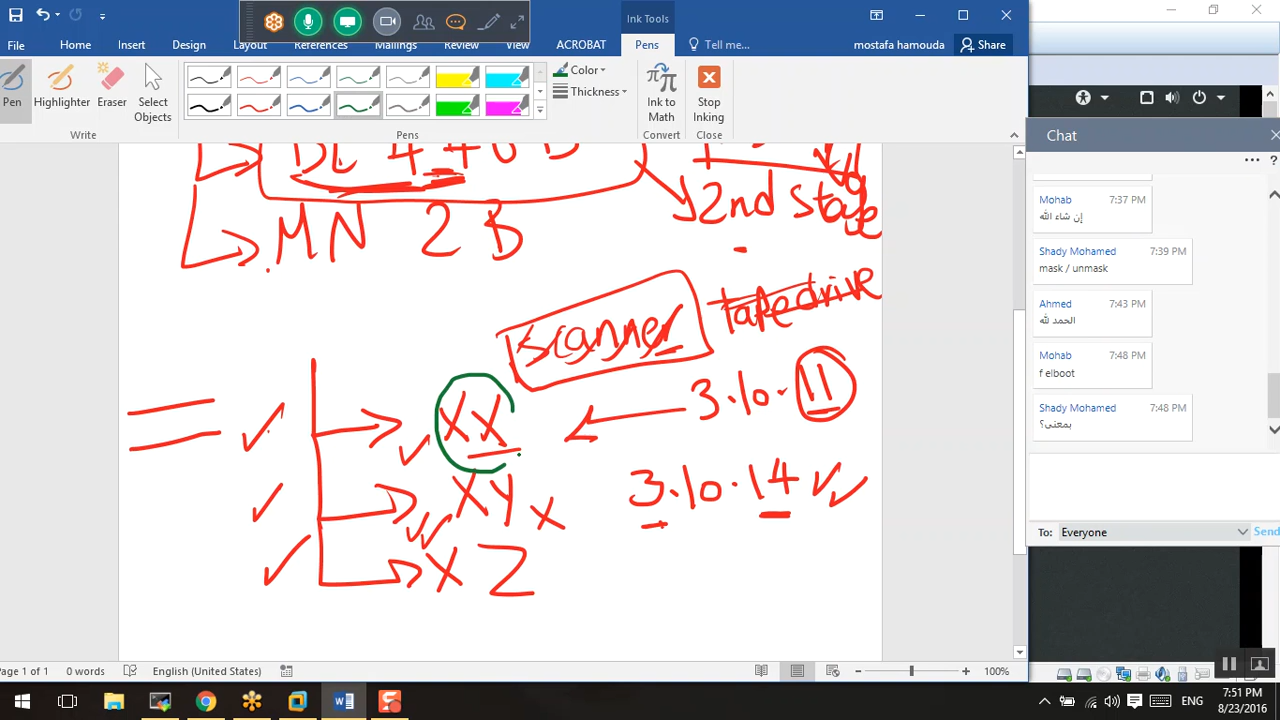 Ink Tools
File
Home
Insert
Design
Layout
References
Mailings
Review
View
ACROBAT
Pens
Tell me...
mostafa hamouda
Share
Pen
Highlighter
Eraser
Select
Objects
Color
Thickness
Ink to
Math
Stop
Inking
Write
Pens
Convert
Close
MN 2 B
2nd stage
scanner
tape drive
XX
3.10.11
XY x
3.10.14
XZ
Chat
Mohab 7:37 PM
إن شاء الله
Shady Mohamed 7:39 PM
mask / unmask
Ahmed 7:43 PM
الحمد لله
Mohab 7:48 PM
f elboot
Shady Mohamed 7:48 PM
بمعنى؟
To: Everyone Send
Page 1 of 1 0 words English (United States) 100%
ENG 7:51 PM
8/23/2016